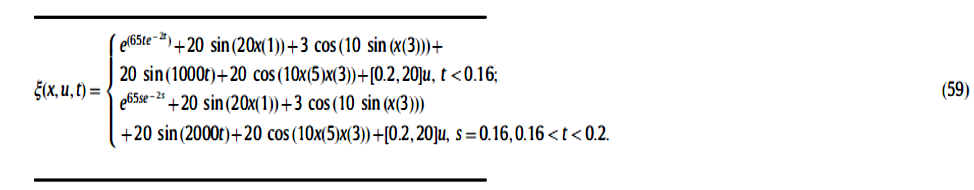 e^(65te^−2t) + 20 sin (20x(1)) + 3 cos (10 sin (x(3))) +
20 sin (1000t) + 20 cos (10x(5)x(3)) + [0.2, 20]u, t < 0.16;
ξ(x, u, t) = { (59)
e^65se^−2s + 20 sin (20x(1)) + 3 cos (10 sin (x(3)))
+ 20 sin (2000t) + 20 cos (10x(5)x(3)) + [0.2, 20]u, s = 0.16, 0.16 < t < 0.2.